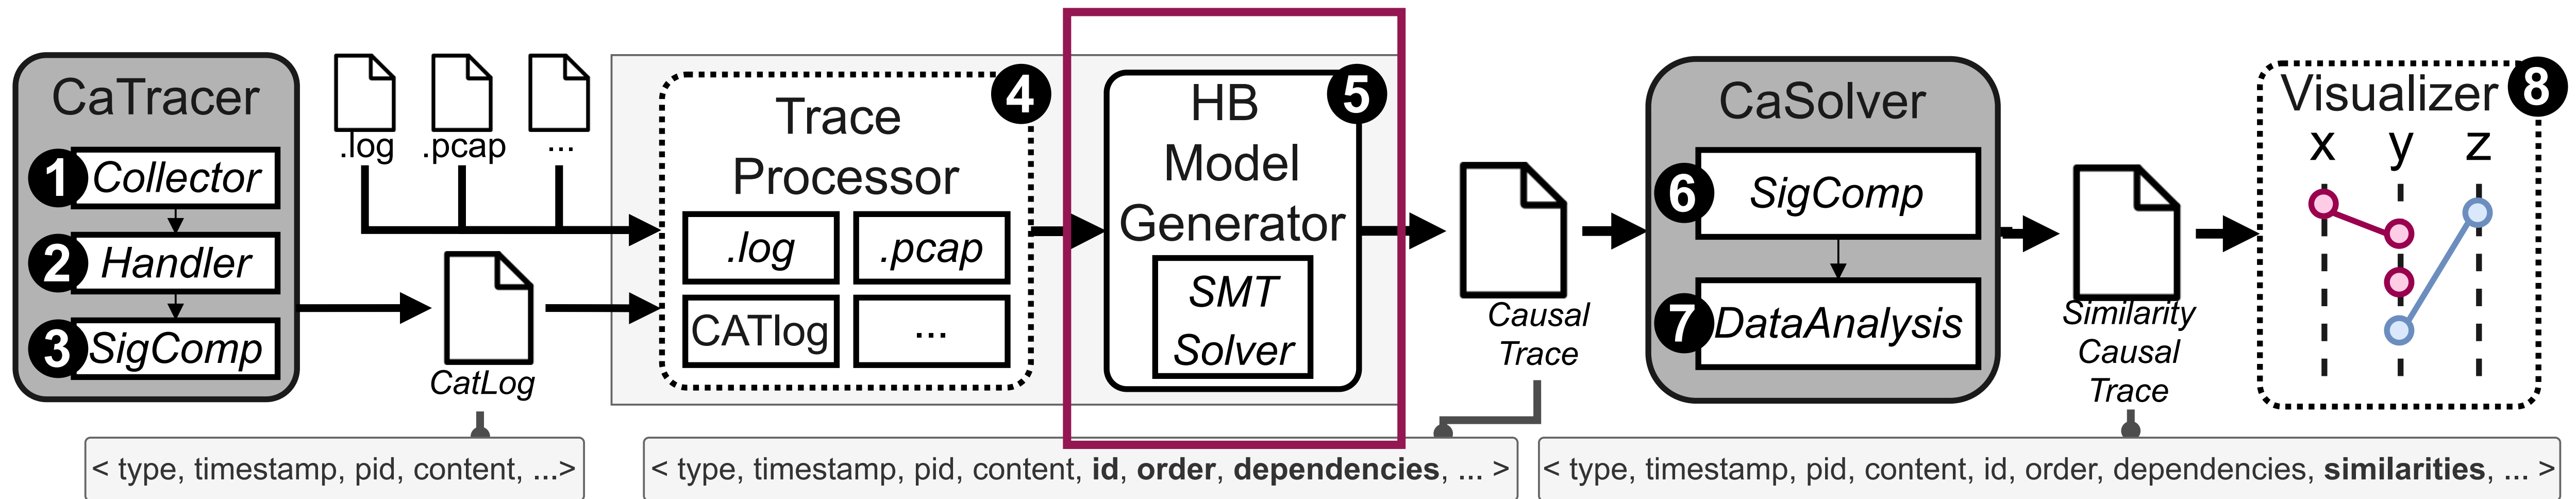 CaTracer
1 Collector
2 Handler
3 SigComp
.log .pcap ...
CatLog
< type, timestamp, pid, content, ...>
4
Trace
Processor
.log .pcap
CATlog ...
5
HB
Model
Generator
SMT
Solver
Causal
Trace
< type, timestamp, pid, content, id, order, dependencies, ... >
CaSolver
6 SigComp
7 DataAnalysis
Similarity
Causal
Trace
< type, timestamp, pid, content, id, order, dependencies, similarities, ... >
Visualizer 8
x y z